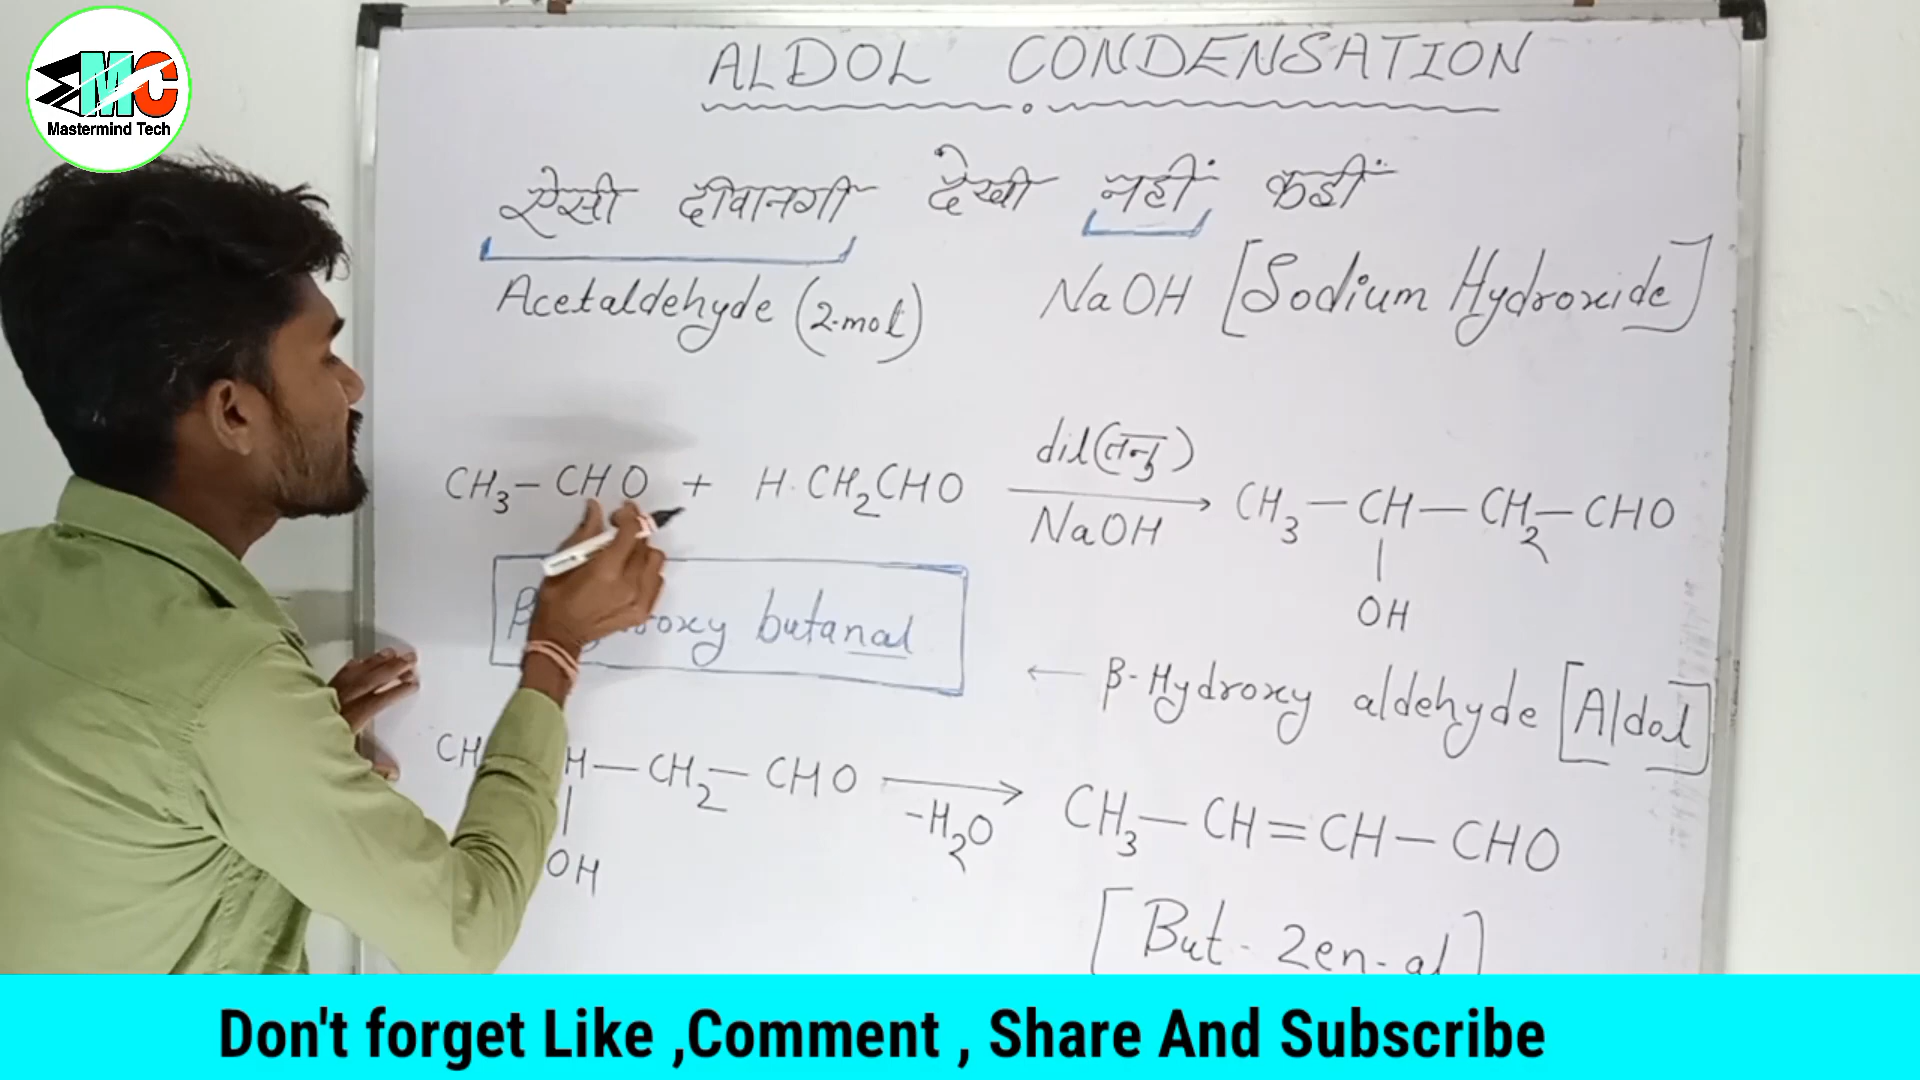 MC
Mastermind Tech
ALDOL CONDENSATION
ऐसी दीवानगी देखी नहीं कहीं
Acetaldehyde (2.mol) NaOH [Sodium Hydroxide]
dil(तनु)
CH3 — CHO + H.CH2CHO NaOH CH3 — CH — CH2 — CHO
OH
butanal
← β-Hydroxy aldehyde [Aldol]
— CH2 — CHO -H2O CH3 — CH = CH — CHO
OH
[But - 2en-al]
Don't forget Like ,Comment , Share And Subscribe